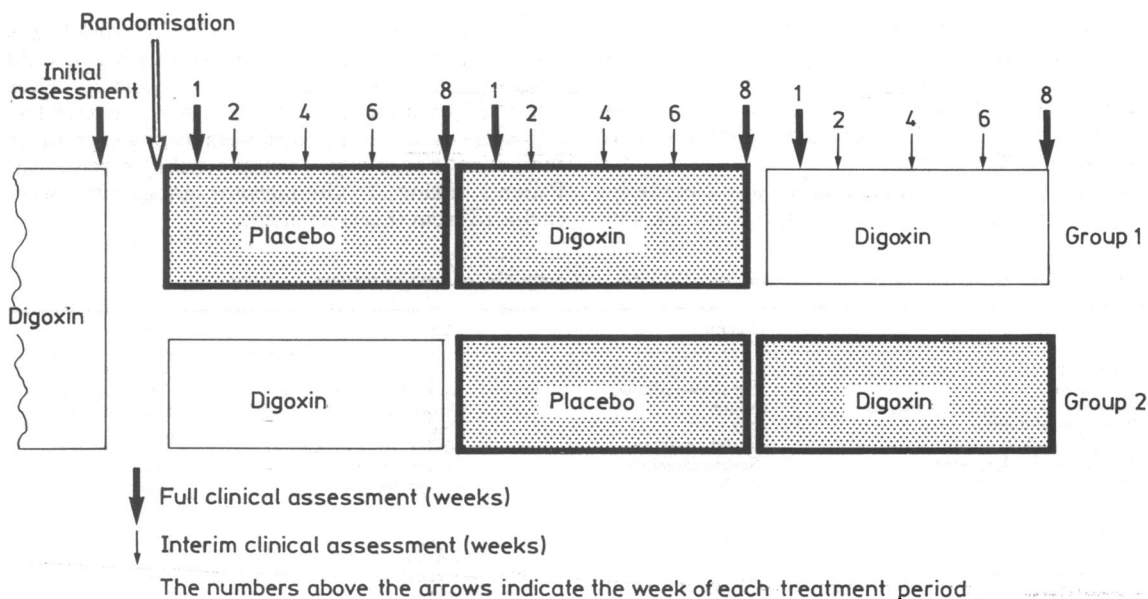 Randomisation
Initial
assessment
1 2 4 6 8 1 2 4 6 8 1 2 4 6 8
Placebo Digoxin Digoxin Group 1
Digoxin
Digoxin Placebo Digoxin Group 2
Full clinical assessment (weeks)
Interim clinical assessment (weeks)
The numbers above the arrows indicate the week of each treatment period